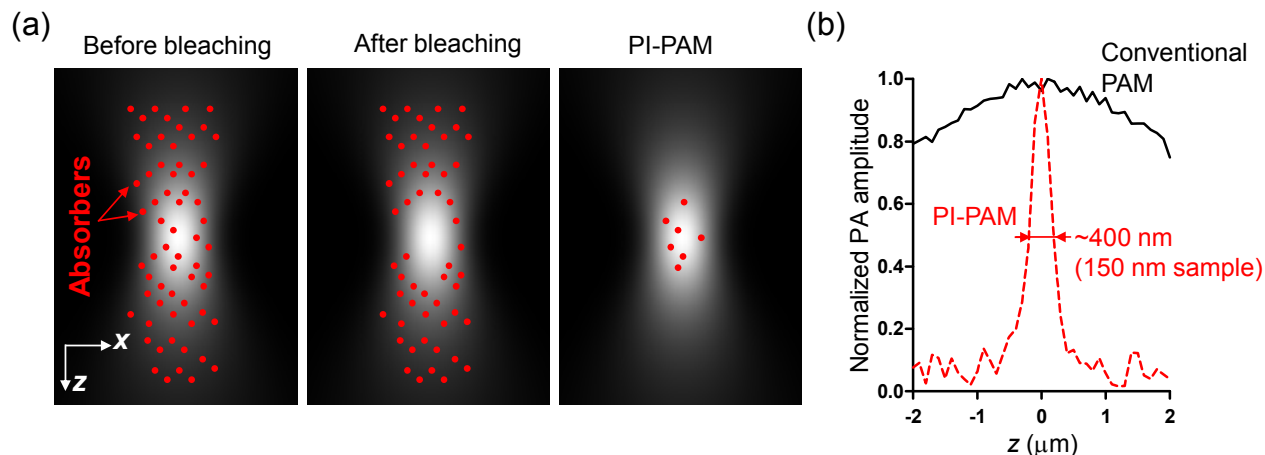 (a)
Before bleaching
After bleaching
PI-PAM
Absorbers
x
z
(b)
Conventional
PAM
Normalized PA amplitude
1.0
0.8
0.6
0.4
0.2
0.0
PI-PAM
~400 nm
(150 nm sample)
-2
-1
0
1
2
z (μm)